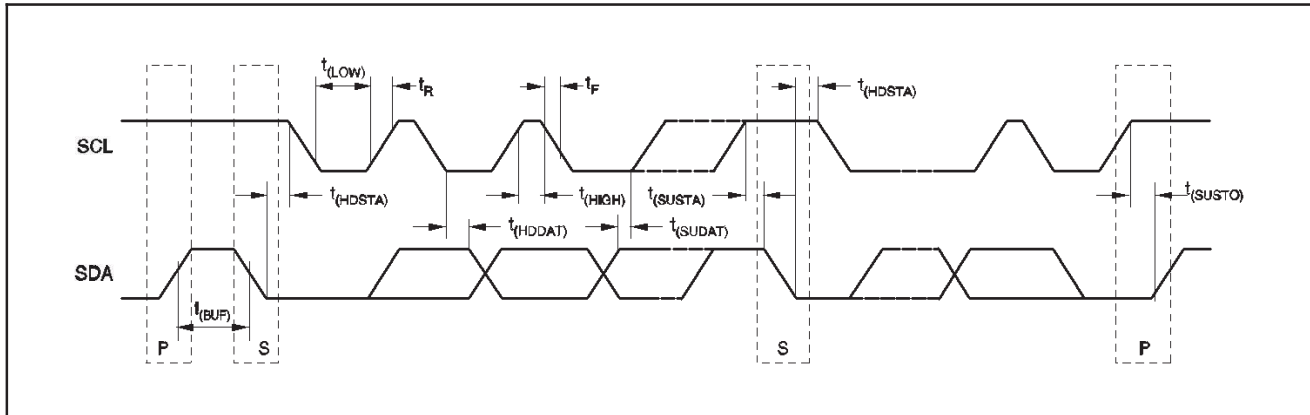 t(LOW)
tR
tF
t(HDSTA)
SCL
t(HDSTA)
t(HIGH)
t(SUSTA)
t(SUSTO)
t(HDDAT)
t(SUDAT)
SDA
t(BUF)
P
S
S
P